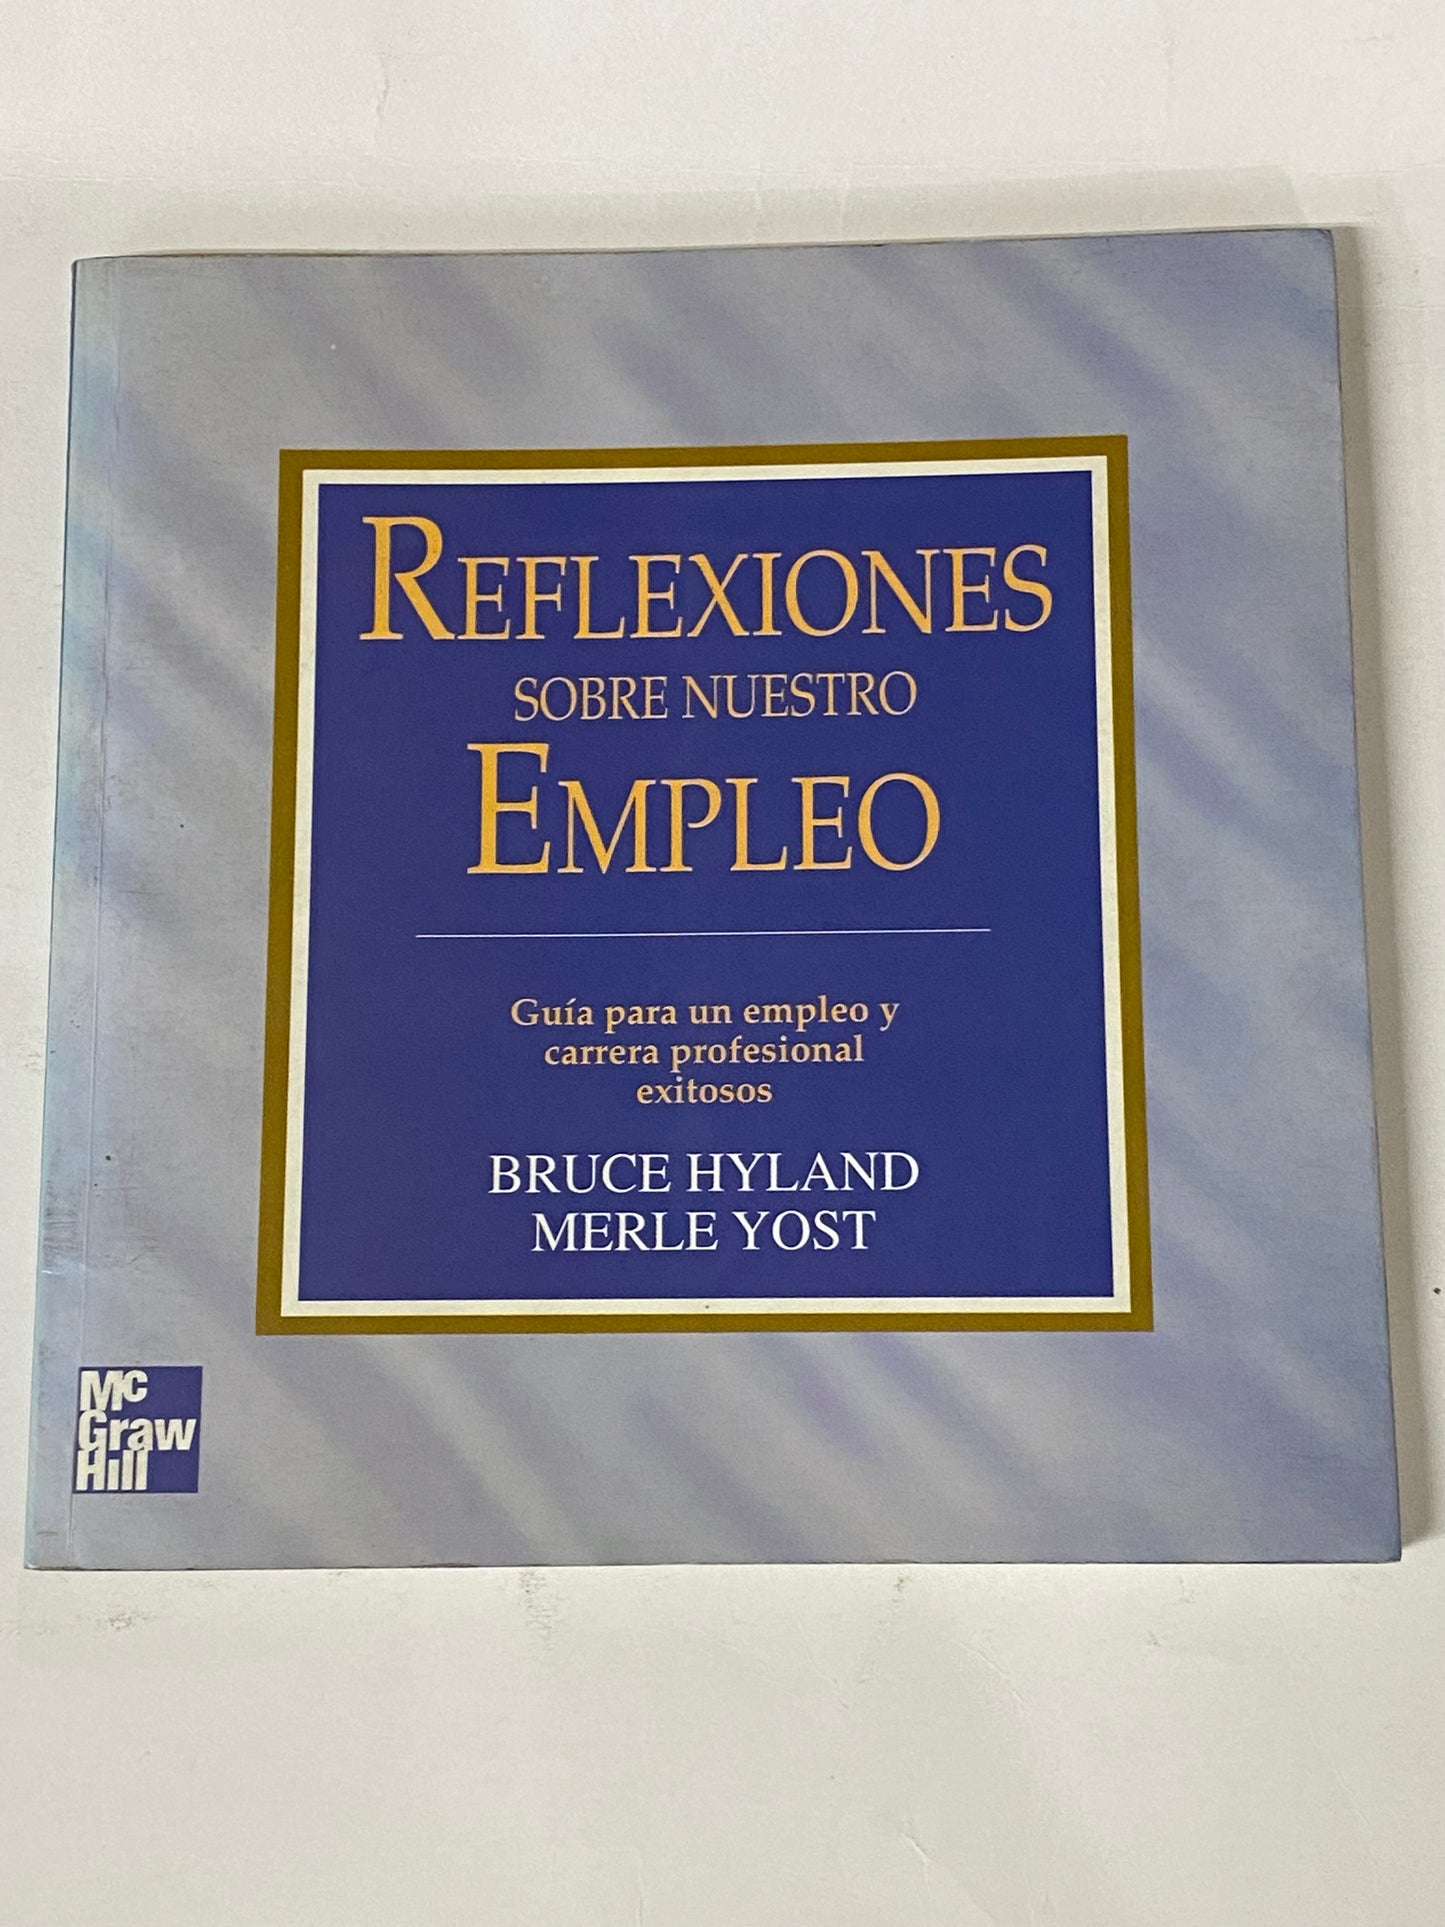 REFLEXIONES
SOBRE NUESTRO
EMPLEO
Guía para un empleo y
carrera profesional
exitosos
BRUCE HYLAND
MERLE YOST
Mc
Graw
Hill